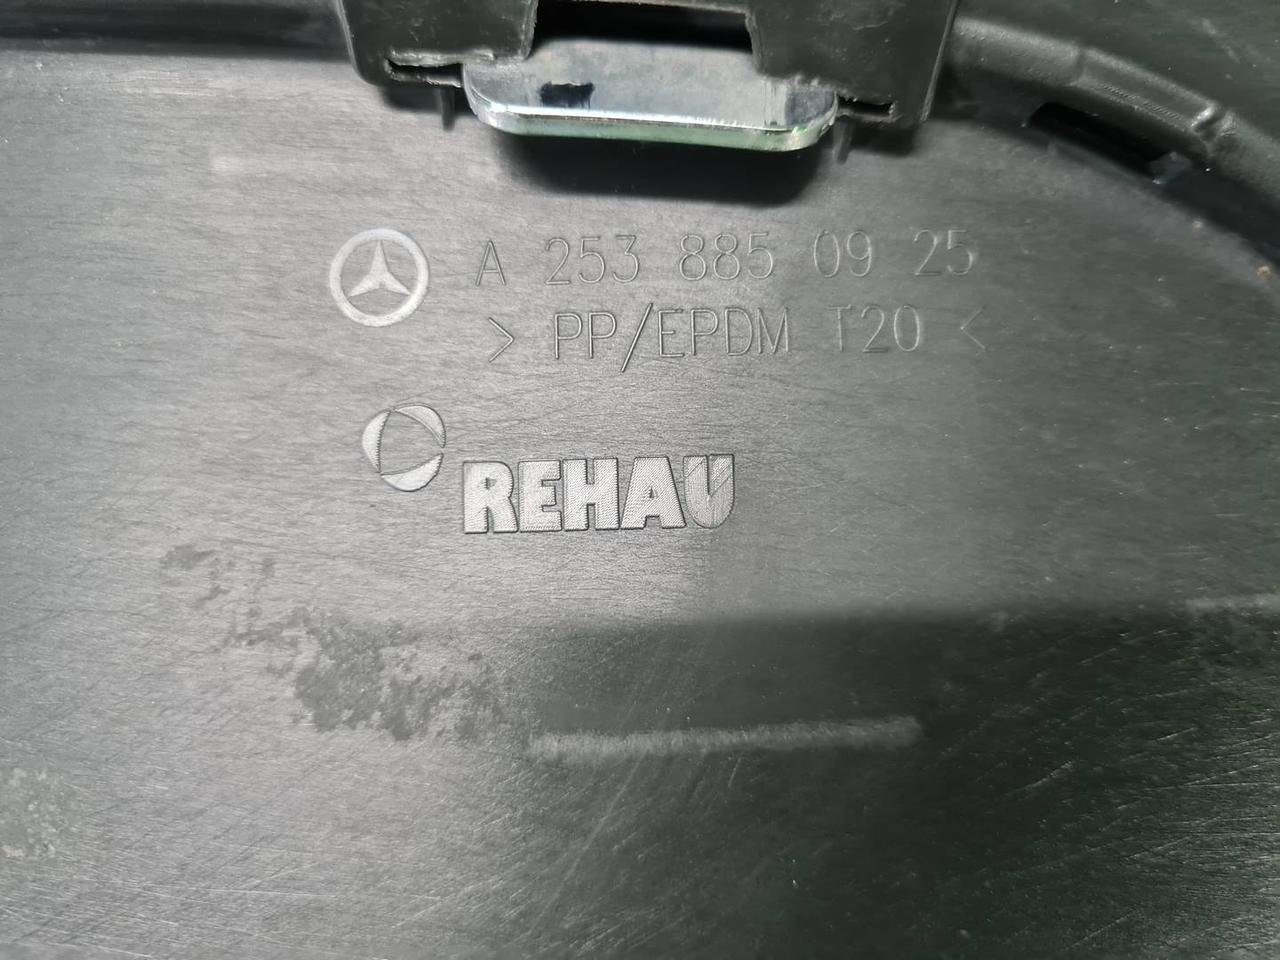 A 253 885 09 25
> PP/EPDM T20 <
REHAU